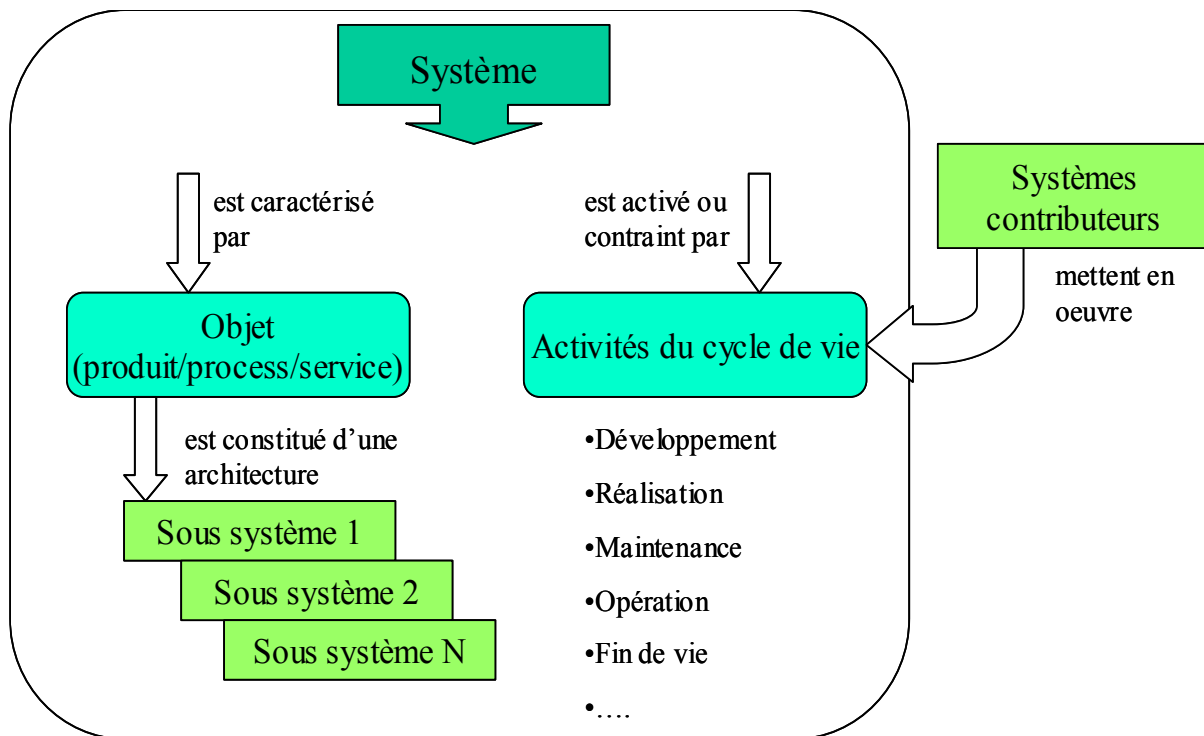 Système
est caractérisé
par
est activé ou
contraint par
Systèmes
contributeurs
mettent en
oeuvre
Objet
(produit/process/service)
Activités du cycle de vie
est constitué d’une
architecture
Sous système 1
Sous système 2
Sous système N
•Développement
•Réalisation
•Maintenance
•Opération
•Fin de vie
•….